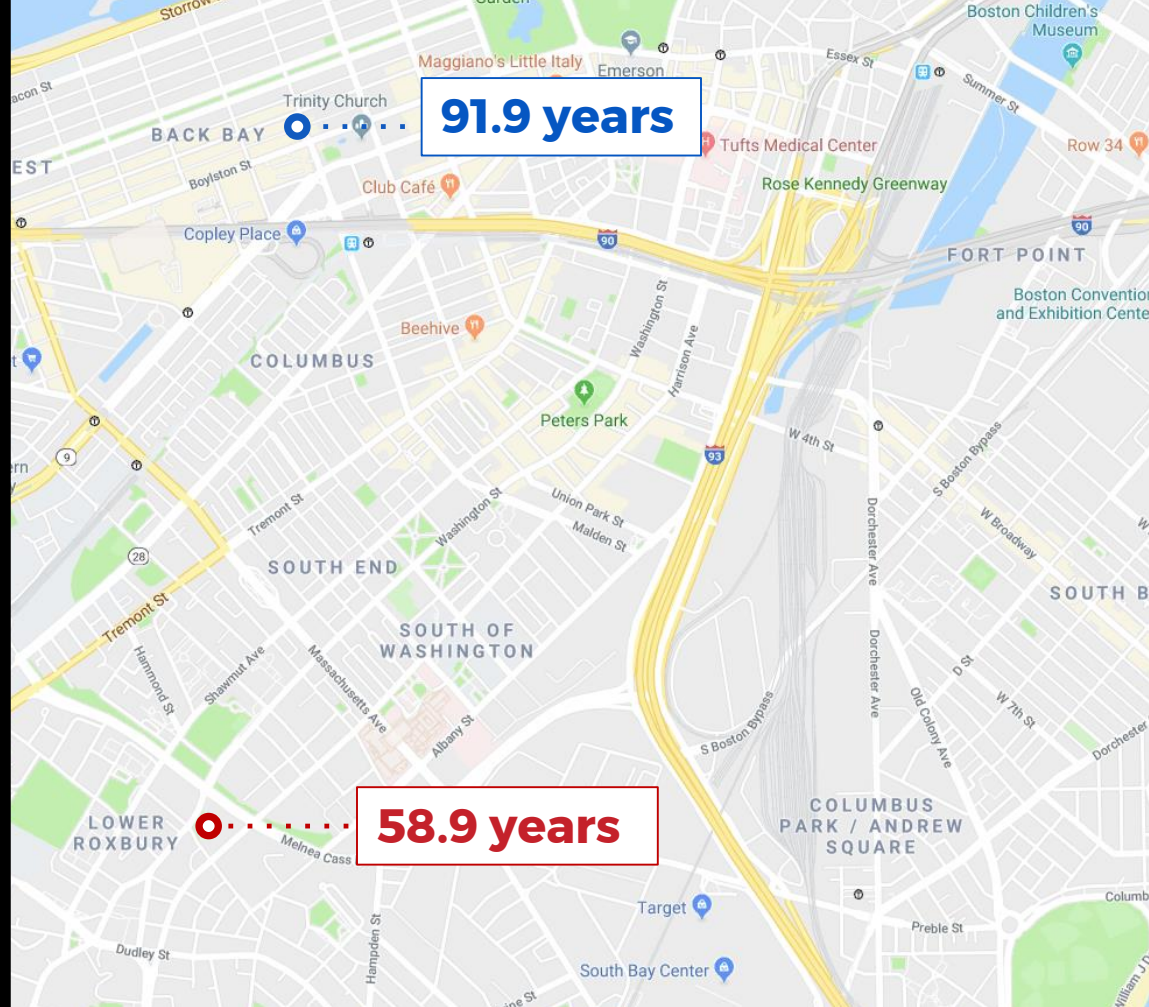 Storrow
Garden
Boston Children's
Museum
Maggiano's Little Italy
Emerson
Essex St
acon St
Trinity Church
91.9 years
Summer St
BACK BAY
Tufts Medical Center
Row 34
EST
Boylston St
Club Café
Rose Kennedy Greenway
Copley Place
90
90
FORT POINT
Boston Convention
and Exhibition Cente
Washington St
Beehive
Harrison Ave
t
COLUMBUS
Peters Park
W 4th St
9
93
S Boston Bypass
ern
y
Tremont St
Washington St
Union Park St
Malden St
Dorchester Ave
W Broadway
W
28
SOUTH END
SOUTH B
Tremont St
SOUTH OF
WASHINGTON
Hammond St
Shawmut Ave
Massachusetts Ave
Dorchester Ave
D St
W 7th St
Old Colony Ave
Albany St
S Boston Bypass
Dorchester
58.9 years
LOWER
ROXBURY
Melnea Cass
COLUMBUS
PARK / ANDREW
SQUARE
Target
Columb
Preble St
Dudley St
Hampden St
South Bay Center
ine St
William J D